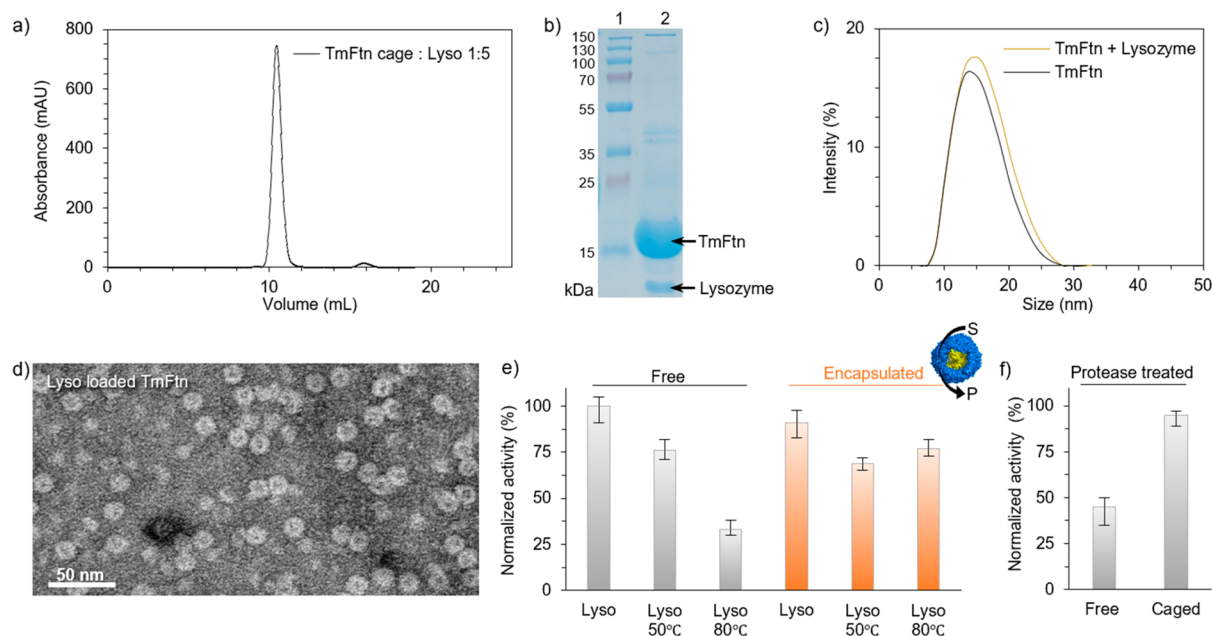 a)
800
600
400
200
0
Absorbance (mAU)
TmFtn cage : Lyso 1:5
0
10
20
Volume (mL)
b)
1
2
150
130
100
70
55
35
25
15
kDa
TmFtn
Lysozyme
c)
20
10
0
Intensity (%)
TmFtn + Lysozyme
TmFtn
0
10
20
30
40
50
Size (nm)
d)
Lyso loaded TmFtn
50 nm
e)
Free
Encapsulated
S
P
100
75
50
25
0
Normalized activity (%)
Lyso
Lyso
50℃
Lyso
80℃
Lyso
Lyso
50℃
Lyso
80℃
f)
Protease treated
100
75
50
25
0
Normalized activity (%)
Free
Caged